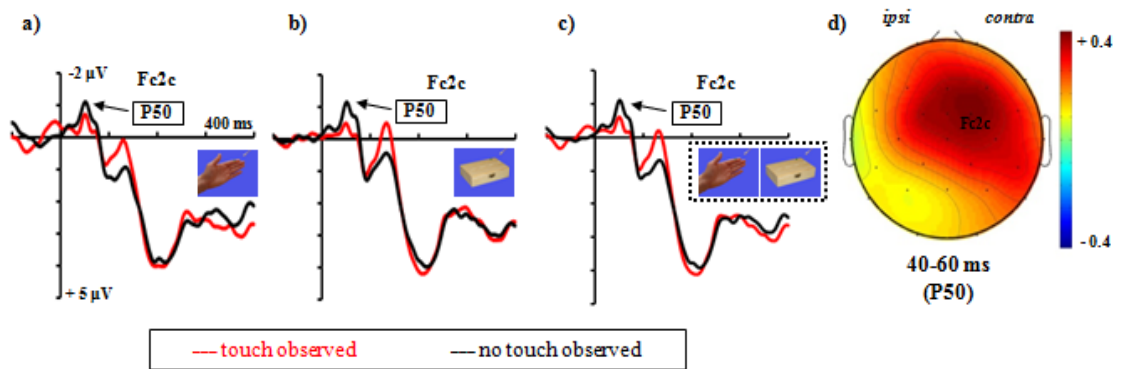 a)
-2 µV
Fc2c
P50
400 ms
+ 5 µV
b)
Fc2c
P50
c)
Fc2c
P50
d)
ipsi
contra
Fc2c
+ 0.4
- 0.4
40-60 ms
(P50)
--- touch observed
--- no touch observed